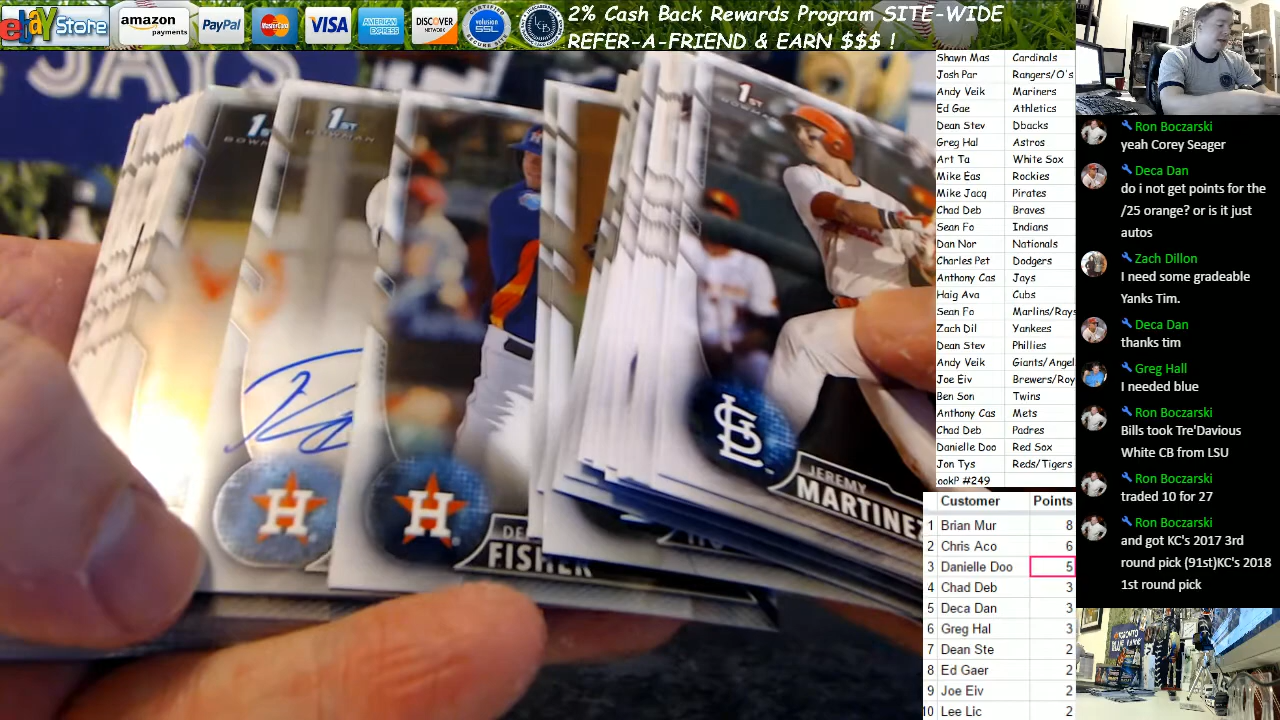 ebay Store
amazon
payments
PayPal
MasterCard
VISA
AMERICAN
EXPRESS
DISCOVER
NETWORK
volusion
SSL
2% Cash Back Rewards Program SITE-WIDE
REFER-A-FRIEND & EARN $$$ !
JAYS
1ST
BOWMAN
1ST
BOWMAN
1ST
BOWMAN
H
H
FISHER
STL
JEREMY
MARTINEZ
Shawn Mas Cardinals
Josh Par Rangers/O's
Andy Veik Mariners
Ed Gae Athletics
Dean Stev Dbacks
Greg Hal Astros
Art Ta White Sox
Mike Eas Rockies
Mike Jacq Pirates
Chad Deb Braves
Sean Fo Indians
Dan Nor Nationals
Charles Pet Dodgers
Anthony Cas Jays
Haig Ava Cubs
Sean Fo Marlins/Rays
Zach Dil Yankees
Dean Stev Phillies
Andy Veik Giants/Angel
Joe Eiv Brewers/Roy
Ben Son Twins
Anthony Cas Mets
Chad Deb Padres
Danielle Doo Red Sox
Jon Tys Reds/Tigers
ookP #249
Customer Points
1 Brian Mur 8
2 Chris Aco 6
3 Danielle Doo 5
4 Chad Deb 3
5 Deca Dan 3
6 Greg Hal 3
7 Dean Ste 2
8 Ed Gaer 2
9 Joe Eiv 2
10 Lee Lic 2
Ron Boczarski
yeah Corey Seager
Deca Dan
do i not get points for the
/25 orange? or is it just
autos
Zach Dillon
I need some gradeable
Yanks Tim.
Deca Dan
thanks tim
Greg Hall
I needed blue
Ron Boczarski
Bills took Tre'Davious
White CB from LSU
Ron Boczarski
traded 10 for 27
Ron Boczarski
and got KC's 2017 3rd
round pick (91st)KC's 2018
1st round pick
TORONTO
BLUE JAYS